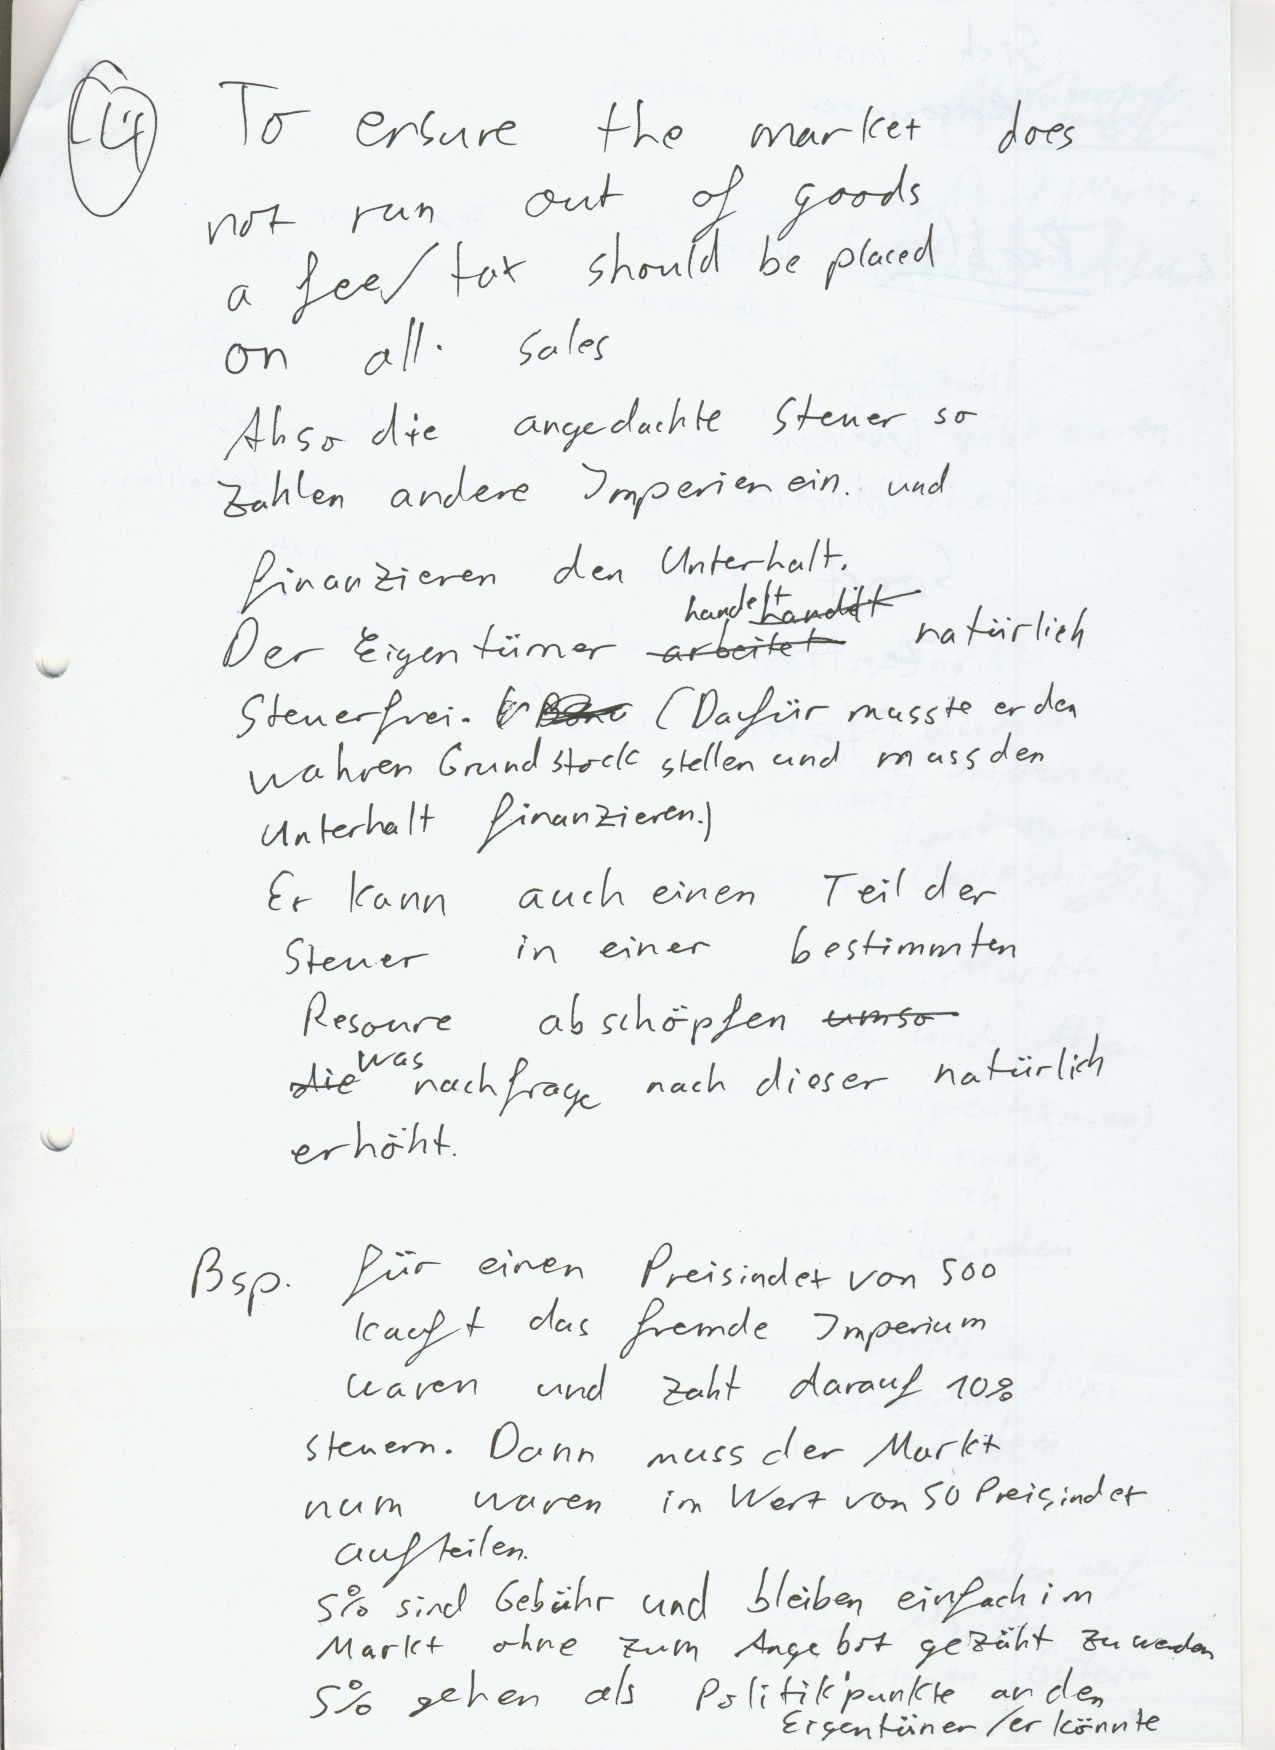 14
To ensure the market does
not run out of goods
a fee/tax should be placed
on all. sales
Also die angedachte Steuer so
zahlen andere Imperien ein. und
finanzieren den Unterhalt.
handelt handelt
Der Eigentümer arbeitet natürlich
Steuerfrei. (Dafür musste er den
wahren Grundstock stellen und muss den
Unterhalt finanzieren.)
Er kann auch einen Teil der
Steuer in einer bestimmten
Resoure abschöpfen umso
die was nachfrage nach dieser natürlich
erhöht.
Bsp. für einen Preisindex von 500
kauft das fremde Imperium
waren und zaht darauf 10%
steuern. Dann muss der Markt
num waren im Wert von 50 Preisindex
aufteilen.
5% sind Gebühr und bleiben einfach im
Markt ohne zum Angebot gezäht zu werden
5% gehen als Politikpunkte an den
Eigentümer/er könnte